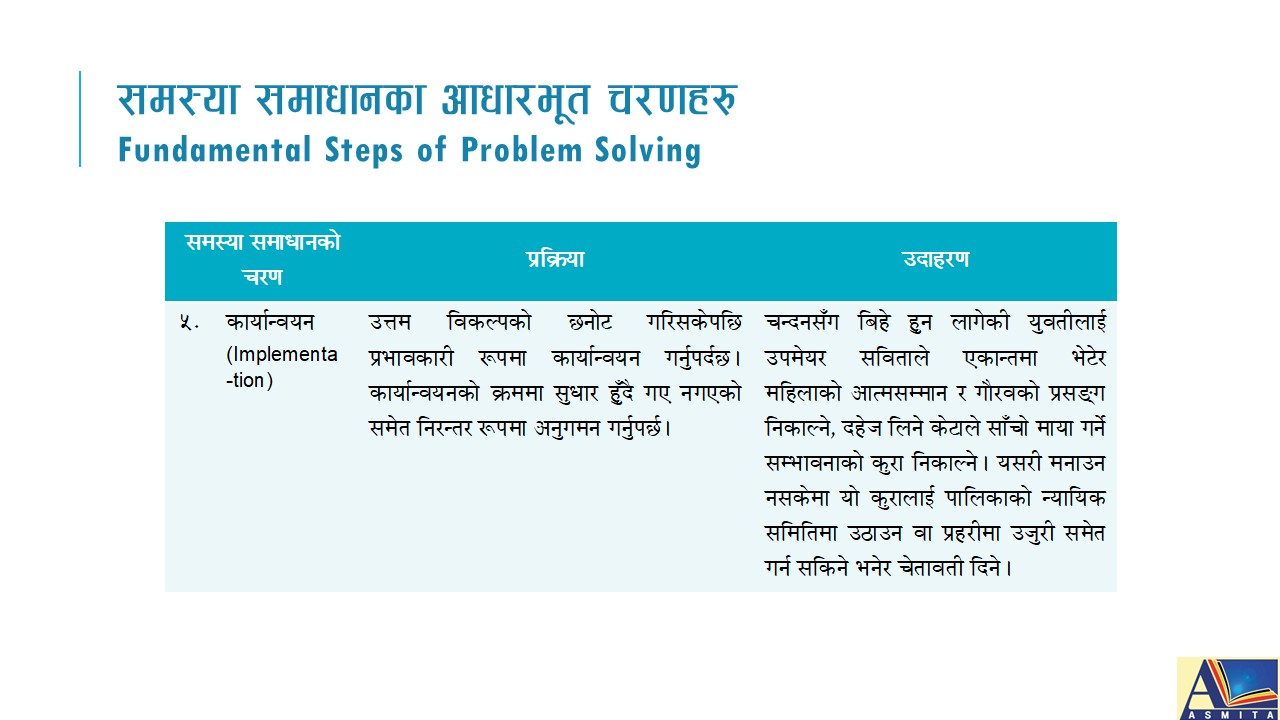 समस्या समाधानका आधारभूत चरणहरु
Fundamental Steps of Problem Solving
समस्या समाधानको
चरण
प्रक्रिया
उदाहरण
५. कार्यान्वयन
(Implementa
-tion)
उत्तम विकल्पको छनोट गरिसकेपछि
प्रभावकारी रूपमा कार्यान्वयन गर्नुपर्दछ।
कार्यान्वयनको क्रममा सुधार हुँदै गए नगएको
समेत निरन्तर रूपमा अनुगमन गर्नुपर्छ।
चन्दनसँग बिहे हुन लागेकी युवतीलाई
उपमेयर सविताले एकान्तमा भेटेर
महिलाको आत्मसम्मान र गौरवको प्रसङ्ग
निकाल्ने, दहेज लिने केटाले साँचो माया गर्ने
सम्भावनाको कुरा निकाल्ने। यसरी मनाउन
नसकेमा यो कुरालाई पालिकाको न्यायिक
समितिमा उठाउन वा प्रहरीमा उजुरी समेत
गर्न सकिने भनेर चेतावती दिने।
ASMITA